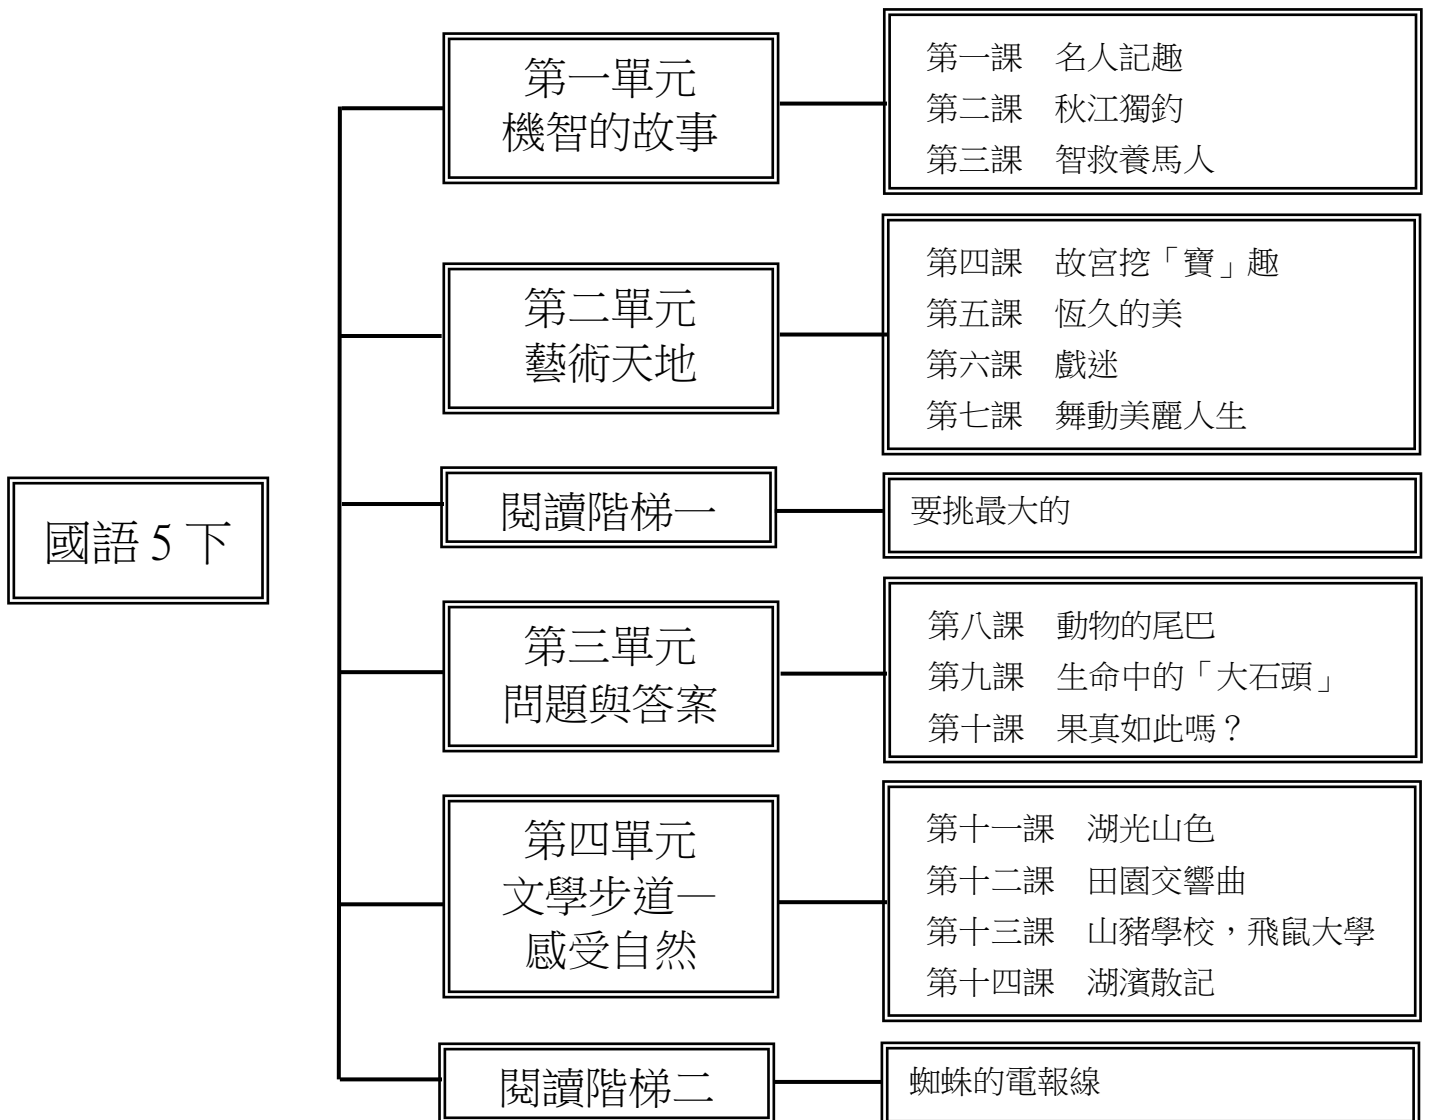 國語 5 下
第一單元
機智的故事
第一課 名人記趣
第二課 秋江獨釣
第三課 智救養馬人
第二單元
藝術天地
第四課 故宮挖「寶」趣
第五課 恆久的美
第六課 戲迷
第七課 舞動美麗人生
閱讀階梯一
要挑最大的
第三單元
問題與答案
第八課 動物的尾巴
第九課 生命中的「大石頭」
第十課 果真如此嗎？
第四單元
文學步道—
感受自然
第十一課 湖光山色
第十二課 田園交響曲
第十三課 山豬學校，飛鼠大學
第十四課 湖濱散記
閱讀階梯二
蜘蛛的電報線